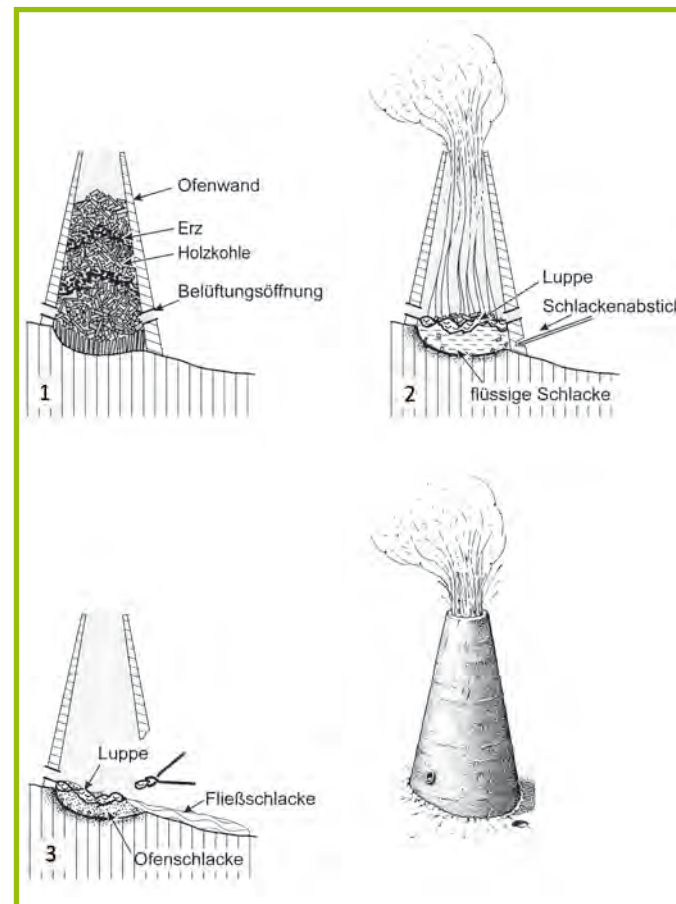 Ofenwand
Erz
Holzkohle
Belüftungsöffnung
1
Luppe
Schlackenabstich
flüssige Schlacke
2
Luppe
Fließschlacke
Ofenschlacke
3